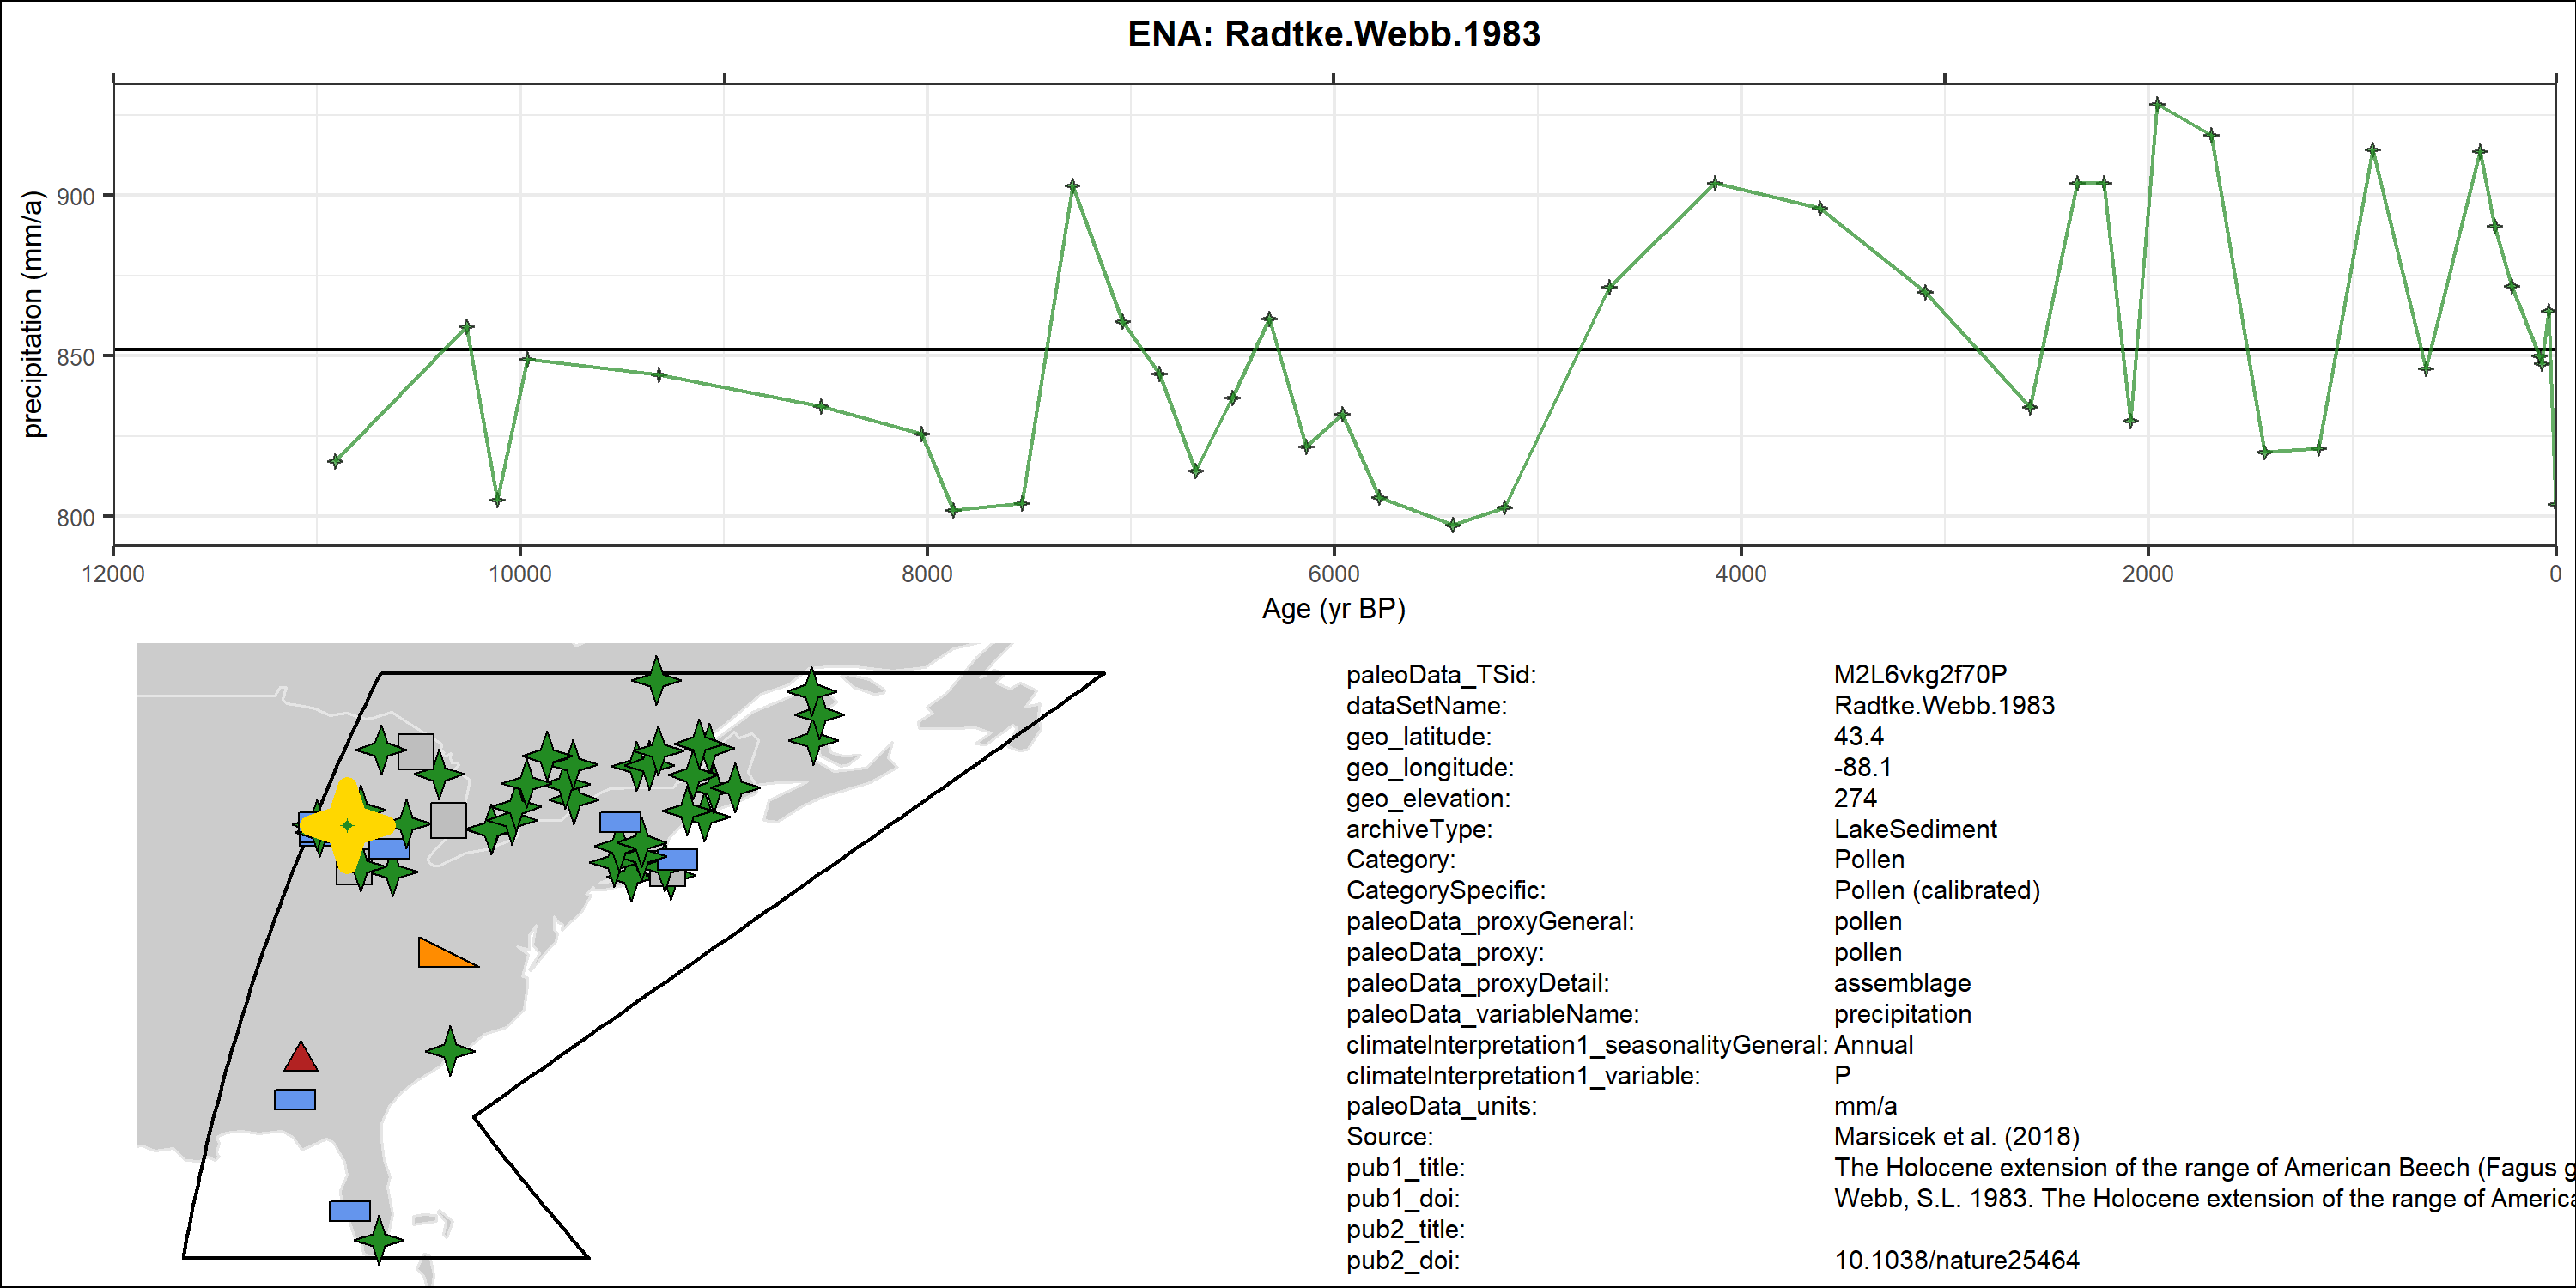 ENA: Radtke.Webb.1983
precipitation (mm/a)
900
850
800
12000 10000 8000 6000 4000 2000 0
Age (yr BP)
paleoData_TSid: M2L6vkg2f70P
dataSetName: Radtke.Webb.1983
geo_latitude: 43.4
geo_longitude: -88.1
geo_elevation: 274
archiveType: LakeSediment
Category: Pollen
CategorySpecific: Pollen (calibrated)
paleoData_proxyGeneral: pollen
paleoData_proxy: pollen
paleoData_proxyDetail: assemblage
paleoData_variableName: precipitation
climateInterpretation1_seasonalityGeneral: Annual
climateInterpretation1_variable: P
paleoData_units: mm/a
Source: Marsicek et al. (2018)
pub1_title: The Holocene extension of the range of American Beech (Fagus g
pub1_doi: Webb, S.L. 1983. The Holocene extension of the range of America
pub2_title:
pub2_doi: 10.1038/nature25464